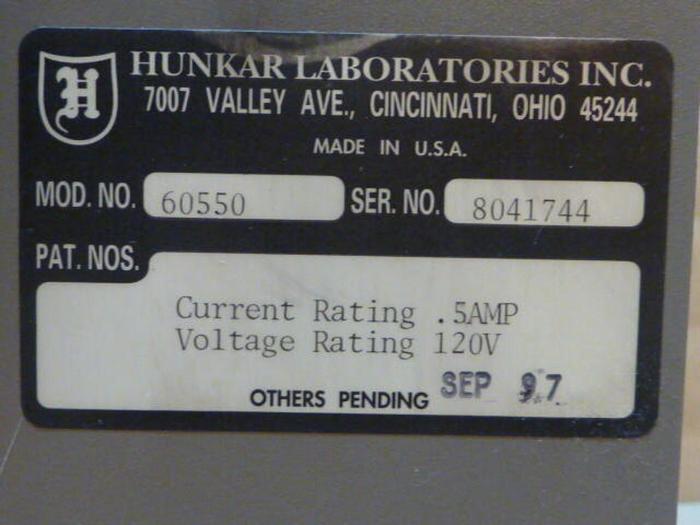 H HUNKAR LABORATORIES INC.
7007 VALLEY AVE., CINCINNATI, OHIO 45244
MADE IN U.S.A.
MOD. NO. 60550 SER. NO. 8041744
PAT. NOS.
Current Rating .5AMP
Voltage Rating 120V
OTHERS PENDING SEP 97